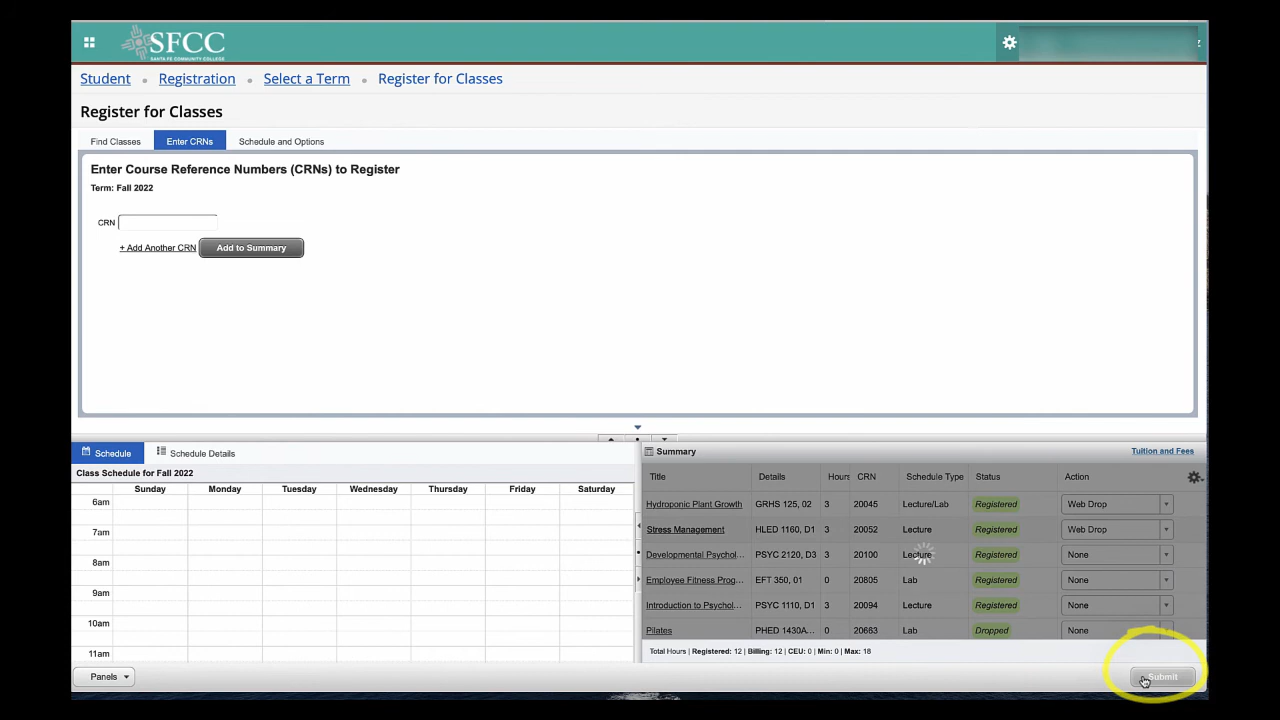 SFCC
SANTA FE COMMUNITY COLLEGE
Student • Registration • Select a Term • Register for Classes
Register for Classes
Find Classes Enter CRNs Schedule and Options
Enter Course Reference Numbers (CRNs) to Register
Term: Fall 2022
CRN
+ Add Another CRN Add to Summary
Schedule Schedule Details
Class Schedule for Fall 2022
Sunday Monday Tuesday Wednesday Thursday Friday Saturday
6am
7am
8am
9am
10am
11am
Summary Tuition and Fees
Title Details Hours CRN Schedule Type Status Action
Hydroponic Plant Growth GRHS 125, 02 3 20045 Lecture/Lab Registered Web Drop
Stress Management HLED 1160, D1 3 20052 Lecture Registered Web Drop
Developmental Psychol... PSYC 2120, D3 3 20100 Lecture Registered None
Employee Fitness Prog... EFT 350, 01 0 20805 Lab Registered None
Introduction to Psychol... PSYC 1110, D1 3 20094 Lecture Registered None
Pilates PHED 1430A... 0 20663 Lab Dropped None
Total Hours | Registered: 12 | Billing: 12 | CEU: 0 | Min: 0 | Max: 18
Panels Submit